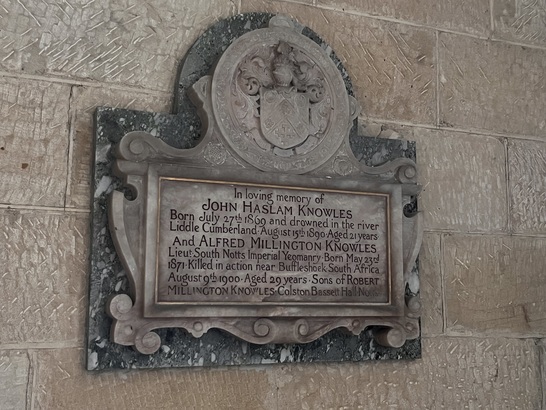 In loving memory of
JOHN HASLAM KNOWLES
Born July 27th 1869 and drowned in the river
Liddle Cumberland August 15th 1890·Aged 21 years
AND ALFRED MILLINGTON KNOWLES
Lieut South Notts Imperial Yeomanry·Born May 23rd
1871·Killed in action near Buffleshoek South Africa
August 9th 1900·Aged 29 years·Sons of ROBERT
MILLINGTON KNOWLES·Colston Bassett Hall